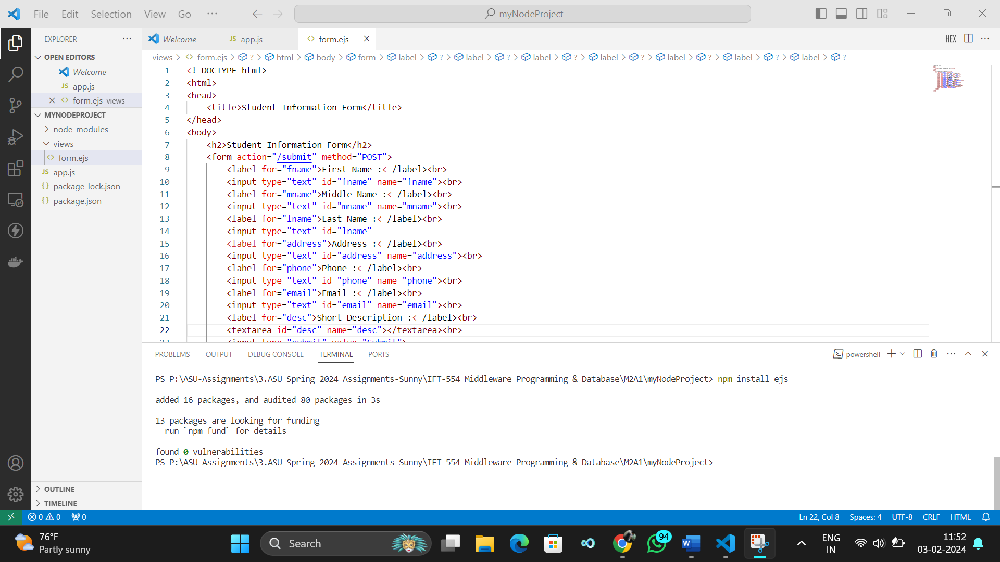 File Edit Selection View Go ··· myNodeProject
EXPLORER ···
OPEN EDITORS
Welcome
JS app.js
form.ejs views
MYNODEPROJECT
node_modules
views
form.ejs
JS app.js
{} package-lock.json
{} package.json
OUTLINE
TIMELINE
Welcome JS app.js <> form.ejs HEX ···
views > <> form.ejs > ? > html > body > form > label > ? > label > ? > label > ? > label > ? > label > ? > label > ? > label > ?
1 <! DOCTYPE html>
2 <html>
3 <head>
4 <title>Student Information Form</title>
5 </head>
6 <body>
7 <h2>Student Information Form</h2>
8 <form action="/submit" method="POST">
9 <label for="fname">First Name :< /label><br>
10 <input type="text" id="fname" name="fname"><br>
11 <label for="mname">Middle Name :< /label><br>
12 <input type="text" id="mname" name="mname"><br>
13 <label for="lname">Last Name :< /label><br>
14 <input type="text" id="lname"
15 <label for="address">Address :< /label><br>
16 <input type="text" id="address" name="address"><br>
17 <label for="phone">Phone :< /label><br>
18 <input type="text" id="phone" name="phone"><br>
19 <label for="email">Email :< /label><br>
20 <input type="text" id="email" name="email"><br>
21 <label for="desc">Short Description :< /label><br>
22 <textarea id="desc" name="desc"></textarea><br>
23 <input type="submit" value="Submit">
PROBLEMS OUTPUT DEBUG CONSOLE TERMINAL PORTS powershell ···
PS P:\ASU-Assignments\3.ASU Spring 2024 Assignments-Sunny\IFT-554 Middleware Programming & Database\M2A1\myNodeProject> npm install ejs
added 16 packages, and audited 80 packages in 3s
13 packages are looking for funding
run `npm fund` for details
found 0 vulnerabilities
PS P:\ASU-Assignments\3.ASU Spring 2024 Assignments-Sunny\IFT-554 Middleware Programming & Database\M2A1\myNodeProject>
0 0 0 Ln 22, Col 8 Spaces: 4 UTF-8 CRLF HTML
76°F
Partly sunny
Search
94
ENG
IN
11:52
03-02-2024